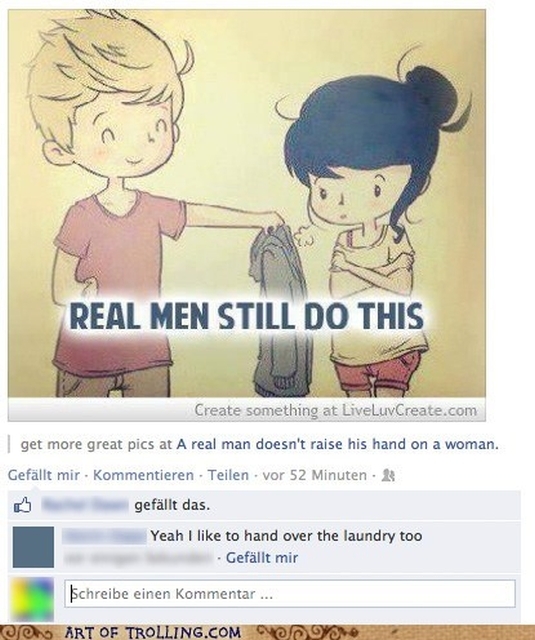 REAL MEN STILL DO THIS
Create something at LiveLuvCreate.com
get more great pics at A real man doesn't raise his hand on a woman.
Gefällt mir · Kommentieren · Teilen · vor 52 Minuten ·
gefällt das.
Yeah I like to hand over the laundry too
· Gefällt mir
Schreibe einen Kommentar ...
ART OF TROLLING.COM